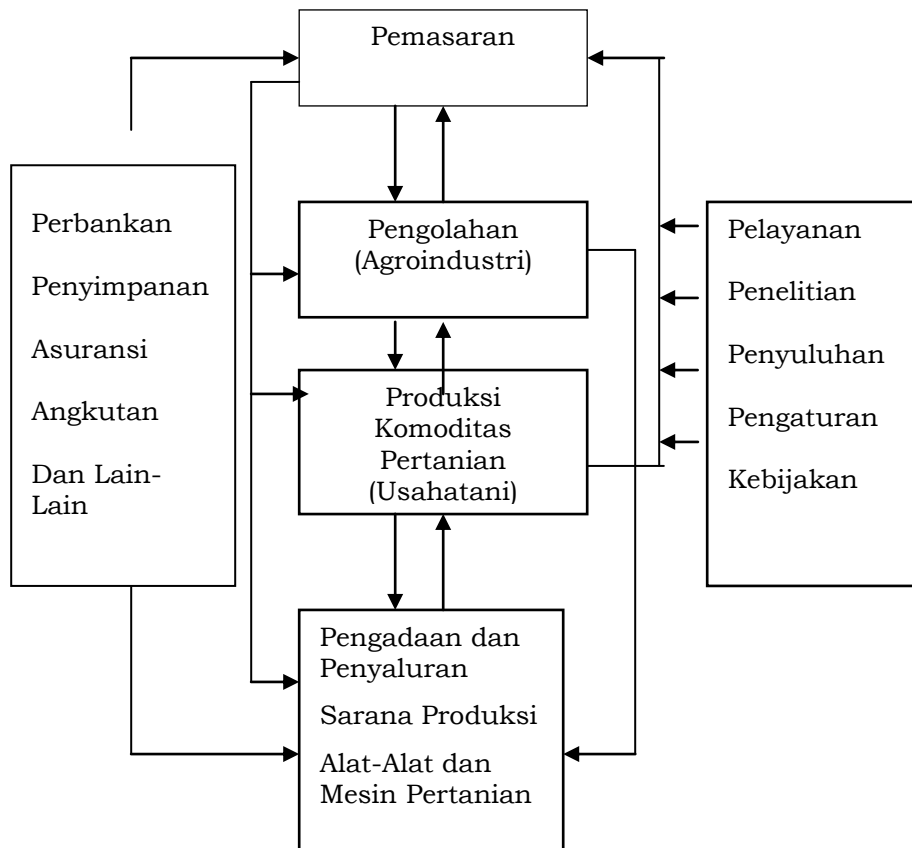 Pemasaran
Perbankan
Penyimpanan
Asuransi
Angkutan
Dan Lain-
Lain
Pengolahan
(Agroindustri)
Produksi
Komoditas
Pertanian
(Usahatani)
Pengadaan dan
Penyaluran
Sarana Produksi
Alat-Alat dan
Mesin Pertanian
Pelayanan
Penelitian
Penyuluhan
Pengaturan
Kebijakan